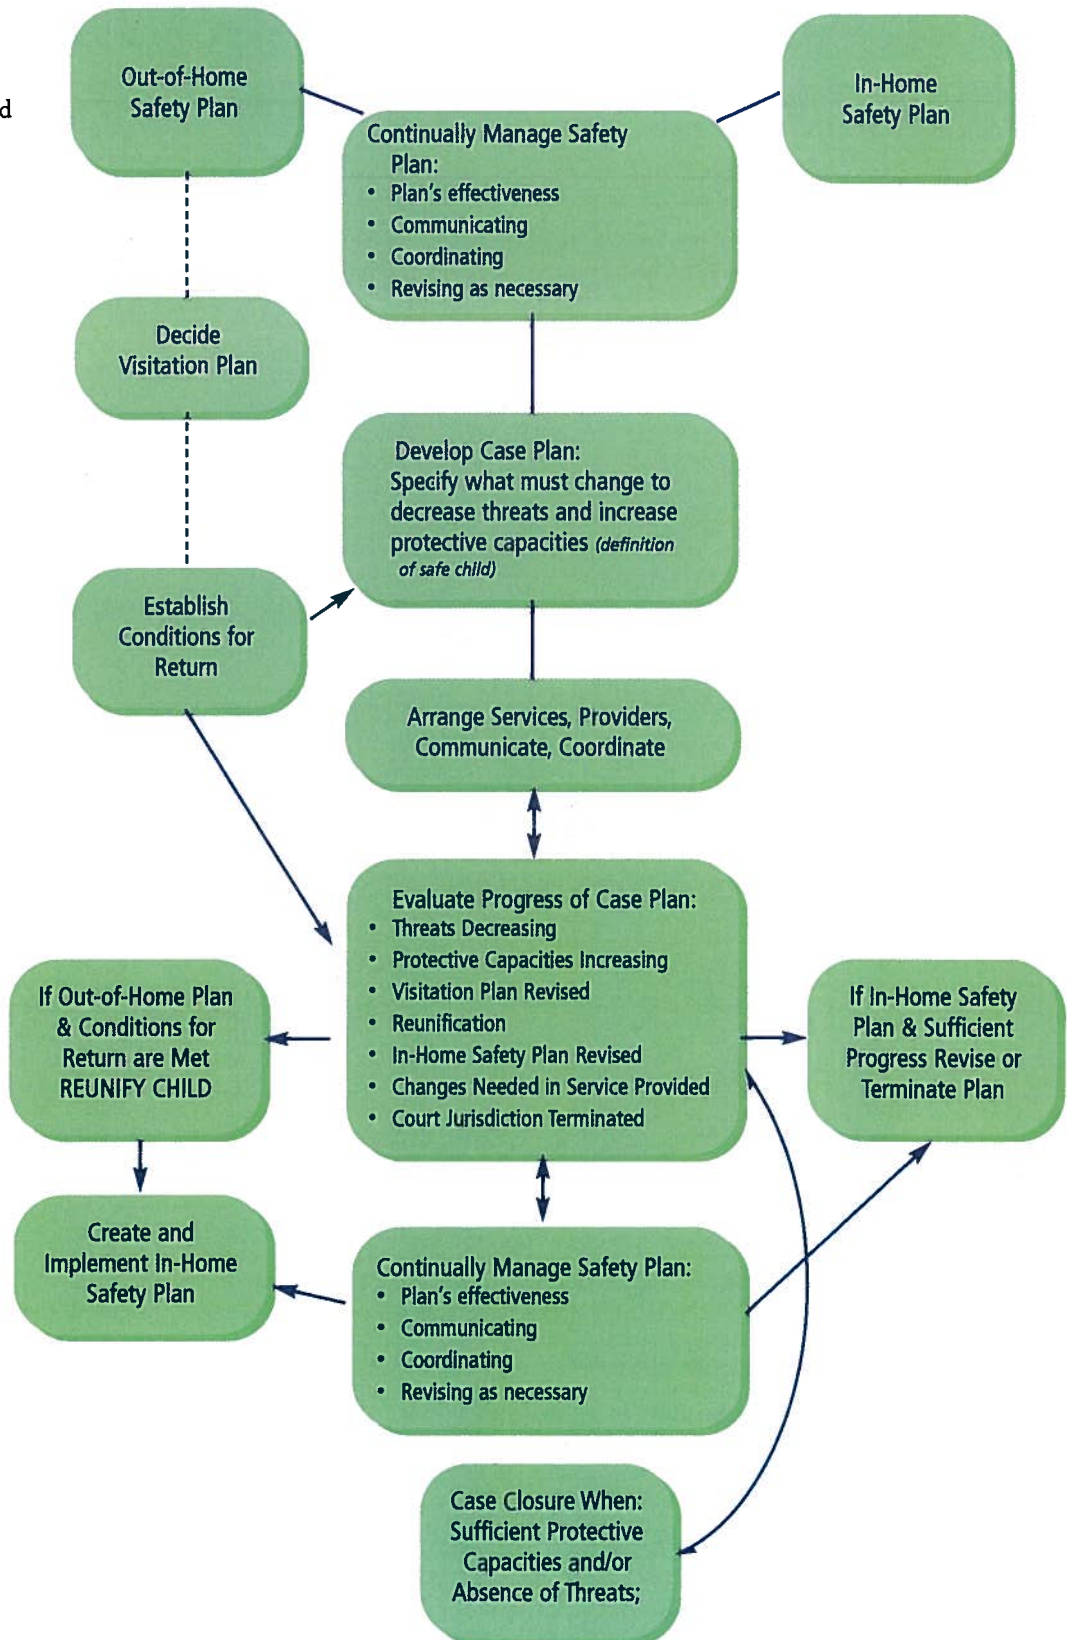 d
Out-of-Home
Safety Plan
In-Home
Safety Plan
Continually Manage Safety
Plan:
• Plan's effectiveness
• Communicating
• Coordinating
• Revising as necessary
Decide
Visitation Plan
Develop Case Plan:
Specify what must change to
decrease threats and increase
protective capacities (definition
of safe child)
Establish
Conditions for
Return
Arrange Services, Providers,
Communicate, Coordinate
Evaluate Progress of Case Plan:
• Threats Decreasing
• Protective Capacities Increasing
• Visitation Plan Revised
• Reunification
• In-Home Safety Plan Revised
• Changes Needed in Service Provided
• Court Jurisdiction Terminated
If Out-of-Home Plan
& Conditions for
Return are Met
REUNIFY CHILD
If In-Home Safety
Plan & Sufficient
Progress Revise or
Terminate Plan
Create and
Implement In-Home
Safety Plan
Continually Manage Safety Plan:
• Plan's effectiveness
• Communicating
• Coordinating
• Revising as necessary
Case Closure When:
Sufficient Protective
Capacities and/or
Absence of Threats;